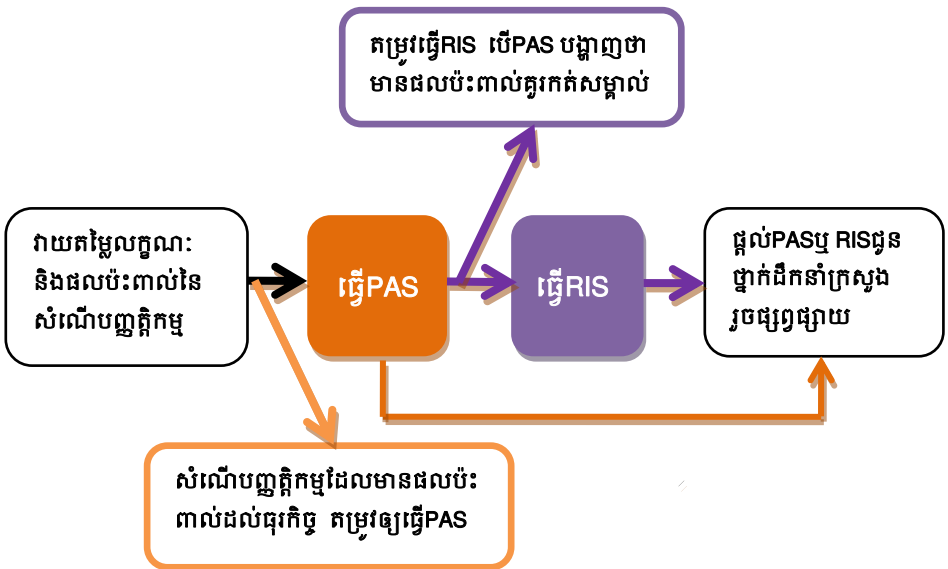 តម្រូវធ្វើRIS បើPAS បង្ហាញថា
មានផលប៉ះពាល់គួរកត់សម្គាល់
វាយតម្លៃលក្ខណៈ
និងផលប៉ះពាល់នៃ
សំណើបញ្ញត្តិកម្ម
ធ្វើPAS
ធ្វើRIS
ផ្តល់PASឬ RISជូន
ថ្នាក់ដឹកនាំក្រសួង
រួចផ្សព្វផ្សាយ
សំណើបញ្ញត្តិកម្មដែលមានផលប៉ះ
ពាល់ដល់ធុរកិច្ច តម្រូវឲ្យធ្វើPAS